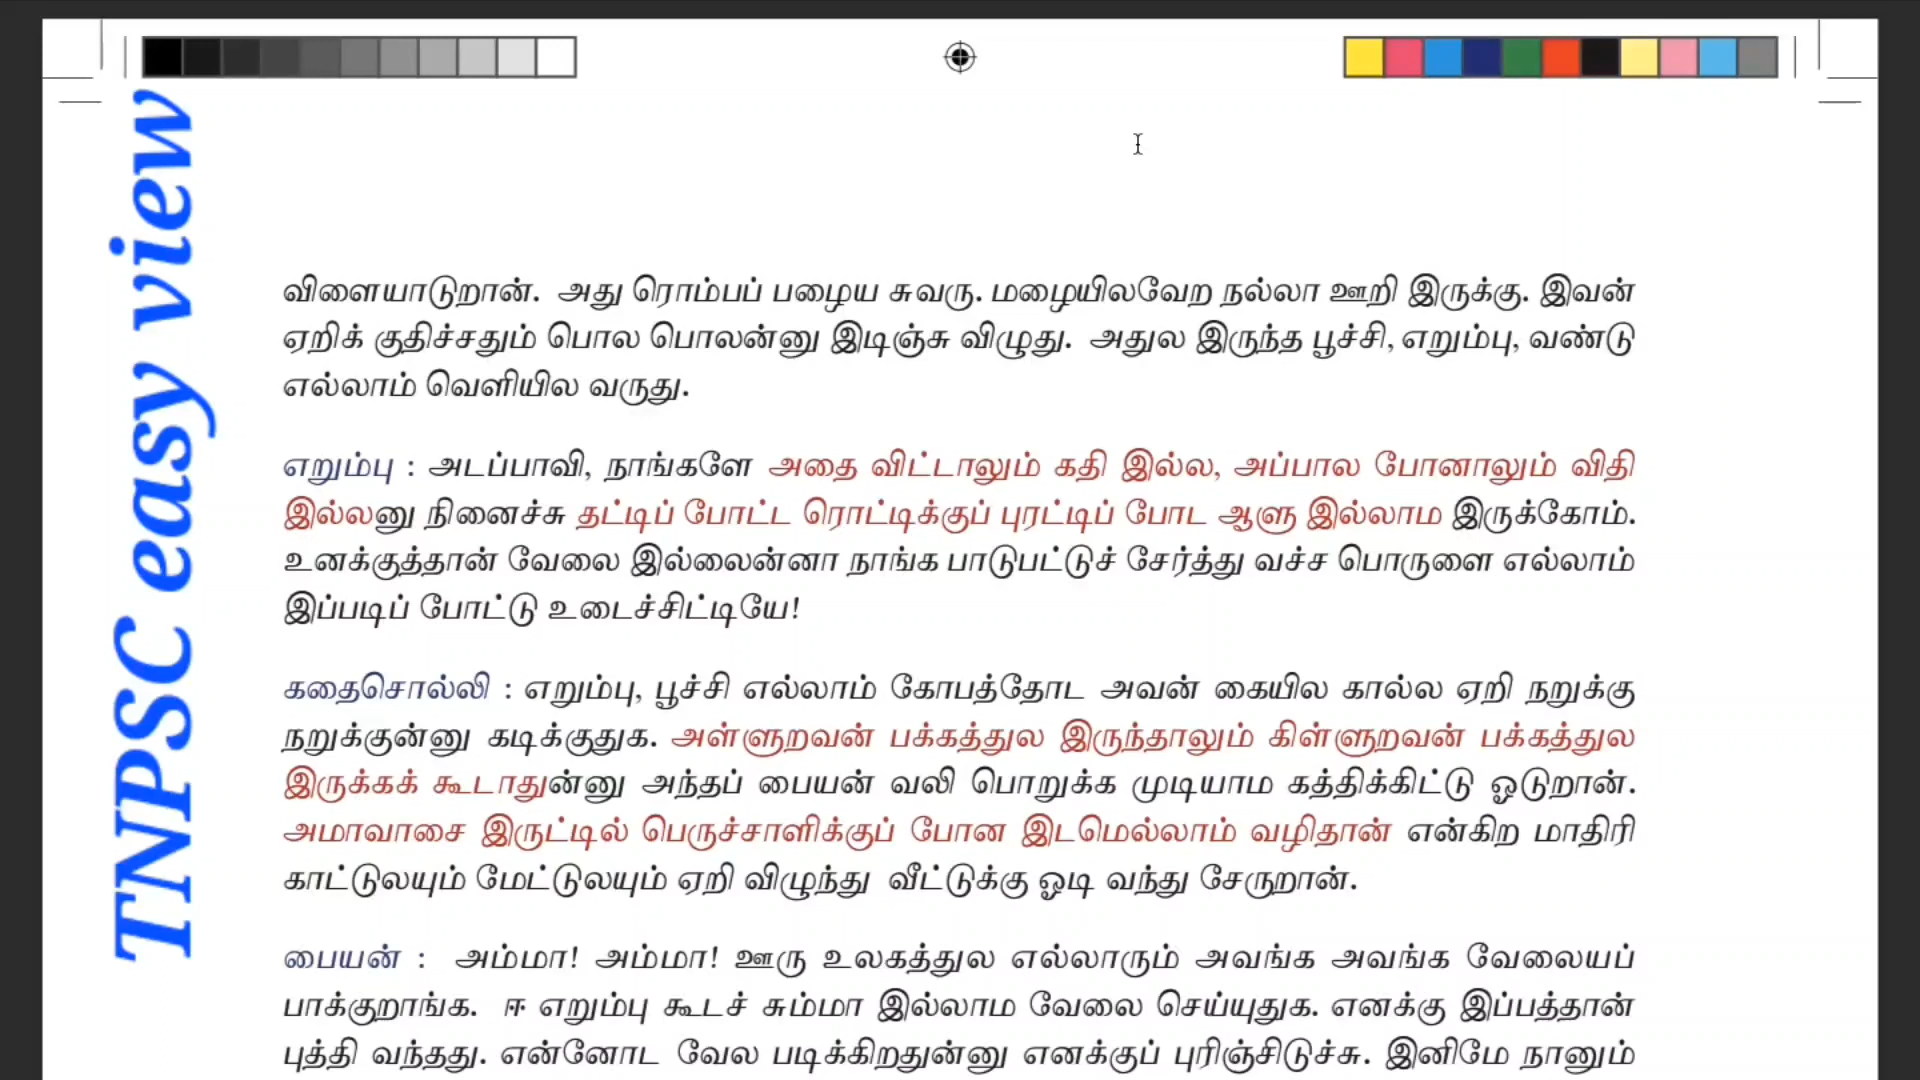 TNPSC easy view
விளையாடுறான். அது ரொம்பப் பழைய சுவரு. மழையிலவேற நல்லா ஊறி இருக்கு. இவன்
ஏறிக் குதிச்சதும் பொல பொலன்னு இடிஞ்சு விழுது. அதுல இருந்த பூச்சி, எறும்பு, வண்டு
எல்லாம் வெளியில வருது.
எறும்பு : அடப்பாவி, நாங்களே அதை விட்டாலும் கதி இல்ல, அப்பால போனாலும் விதி
இல்லனு நினைச்சு தட்டிப் போட்ட ரொட்டிக்குப் புரட்டிப் போட ஆளு இல்லாம இருக்கோம்.
உனக்குத்தான் வேலை இல்லைன்னா நாங்க பாடுபட்டுச் சேர்த்து வச்ச பொருளை எல்லாம்
இப்படிப் போட்டு உடைச்சிட்டியே!
கதைசொல்லி : எறும்பு, பூச்சி எல்லாம் கோபத்தோட அவன் கையில கால்ல ஏறி நறுக்கு
நறுக்குன்னு கடிக்குதுக. அள்ளுறவன் பக்கத்துல இருந்தாலும் கிள்ளுறவன் பக்கத்துல
இருக்கக் கூடாதுன்னு அந்தப் பையன் வலி பொறுக்க முடியாம கத்திக்கிட்டு ஓடுறான்.
அமாவாசை இருட்டில் பெருச்சாளிக்குப் போன இடமெல்லாம் வழிதான் என்கிற மாதிரி
காட்டுலயும் மேட்டுலயும் ஏறி விழுந்து வீட்டுக்கு ஓடி வந்து சேருறான்.
பையன் : அம்மா! அம்மா! ஊரு உலகத்துல எல்லாரும் அவங்க அவங்க வேலையப்
பாக்குறாங்க. ஈ எறும்பு கூடச் சும்மா இல்லாம வேலை செய்யுதுக. எனக்கு இப்பத்தான்
புத்தி வந்தது. என்னோட வேல படிக்கிறதுன்னு எனக்குப் புரிஞ்சிடுச்சு. இனிமே நானும்